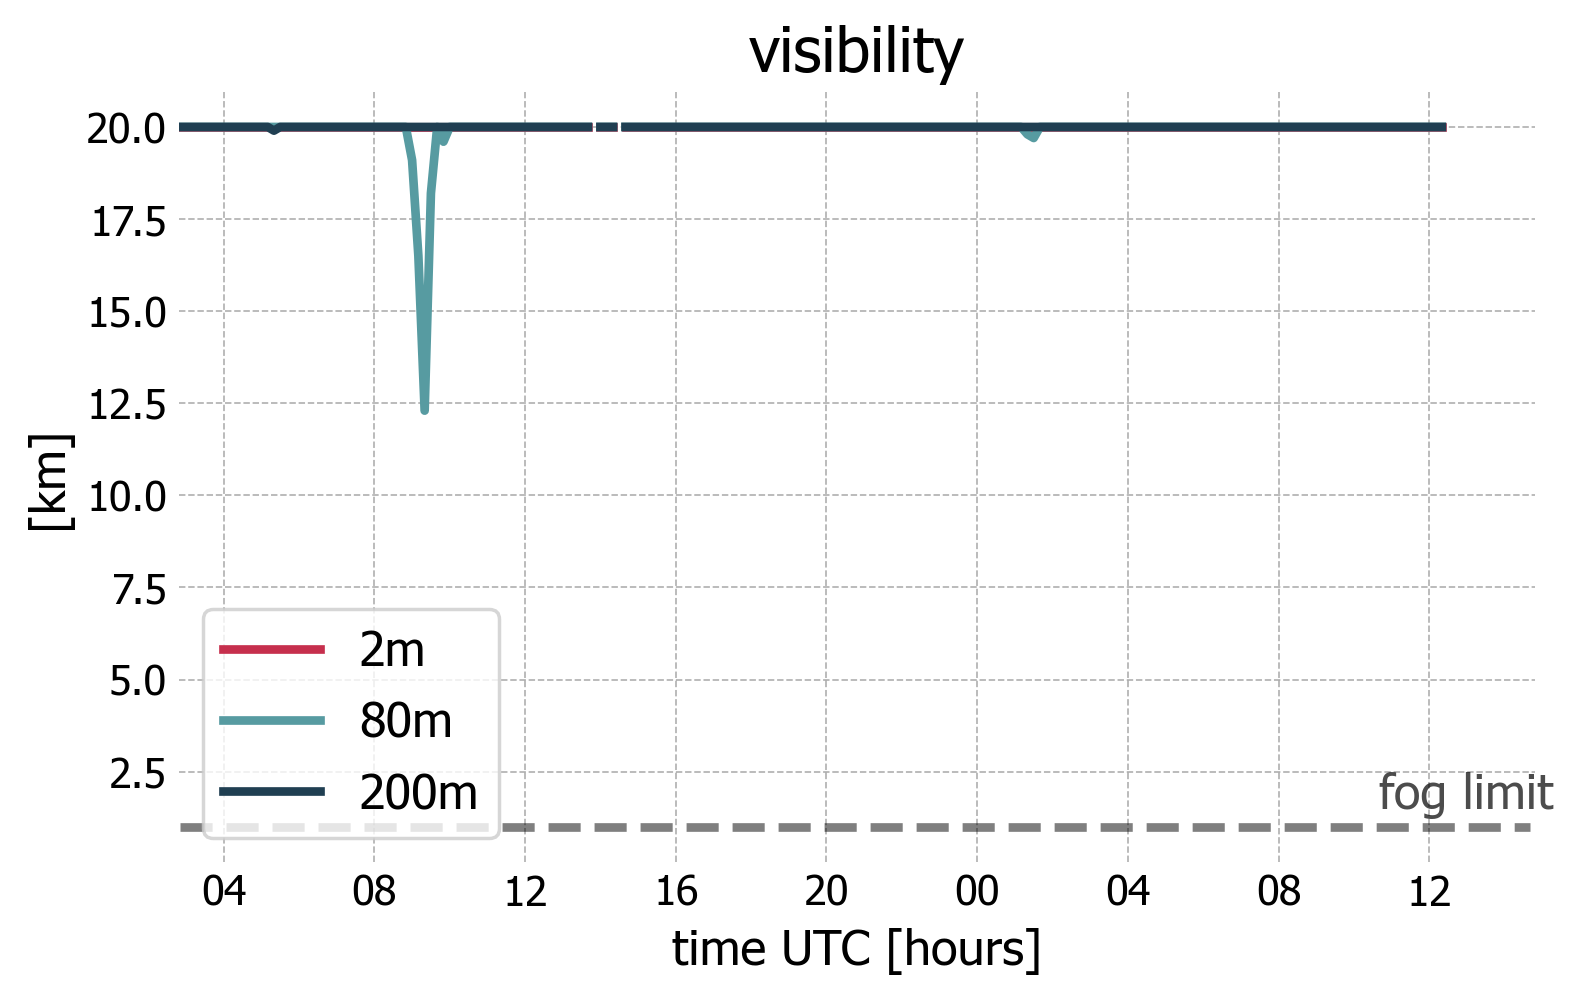 visibility
20.0
17.5
15.0
12.5
10.0
7.5
5.0
2.5
[km]
2m
80m
200m
fog limit
04 08 12 16 20 00 04 08 12
time UTC [hours]